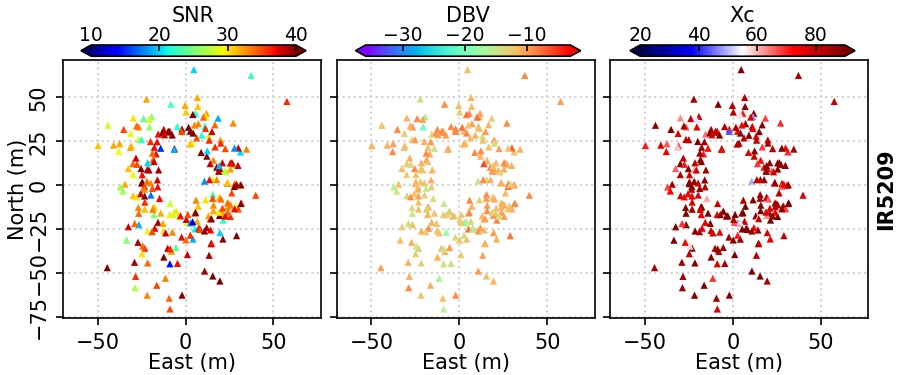 SNR DBV Xc
10 20 30 40 −30 −20 −10 20 40 60 80
50
25
0
−25
−50
−75
North (m)
−50 0 50 −50 0 50 −50 0 50
East (m) East (m) East (m)
IR5209